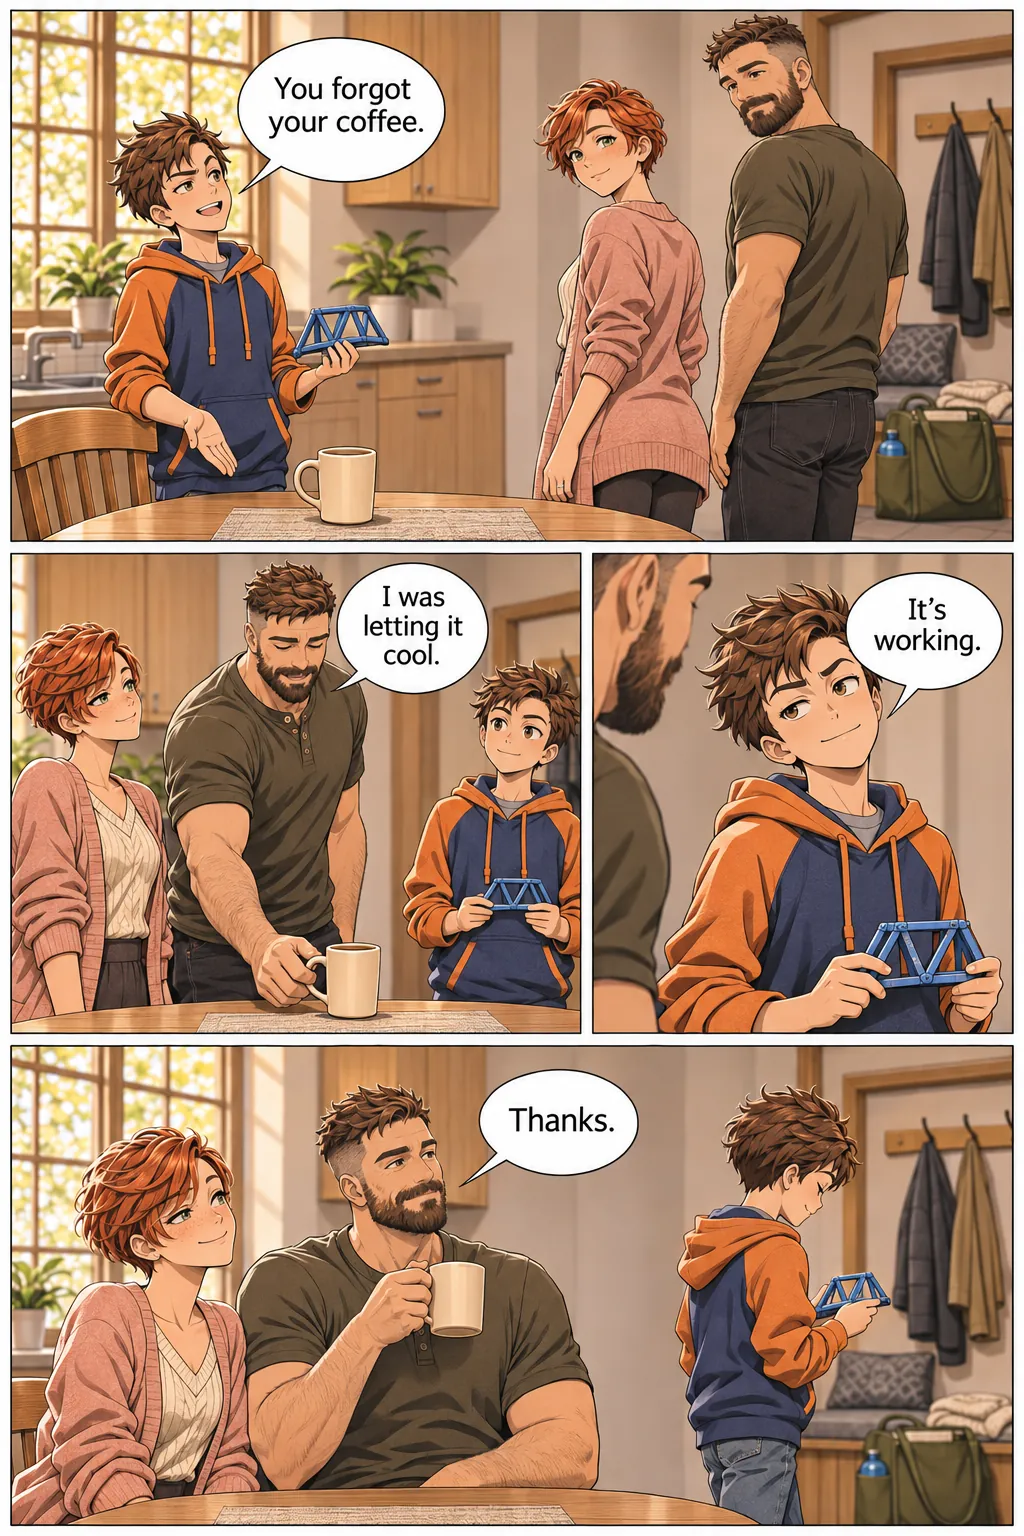 You forgot
your coffee.
I was
letting it
cool.
It’s
working.
Thanks.